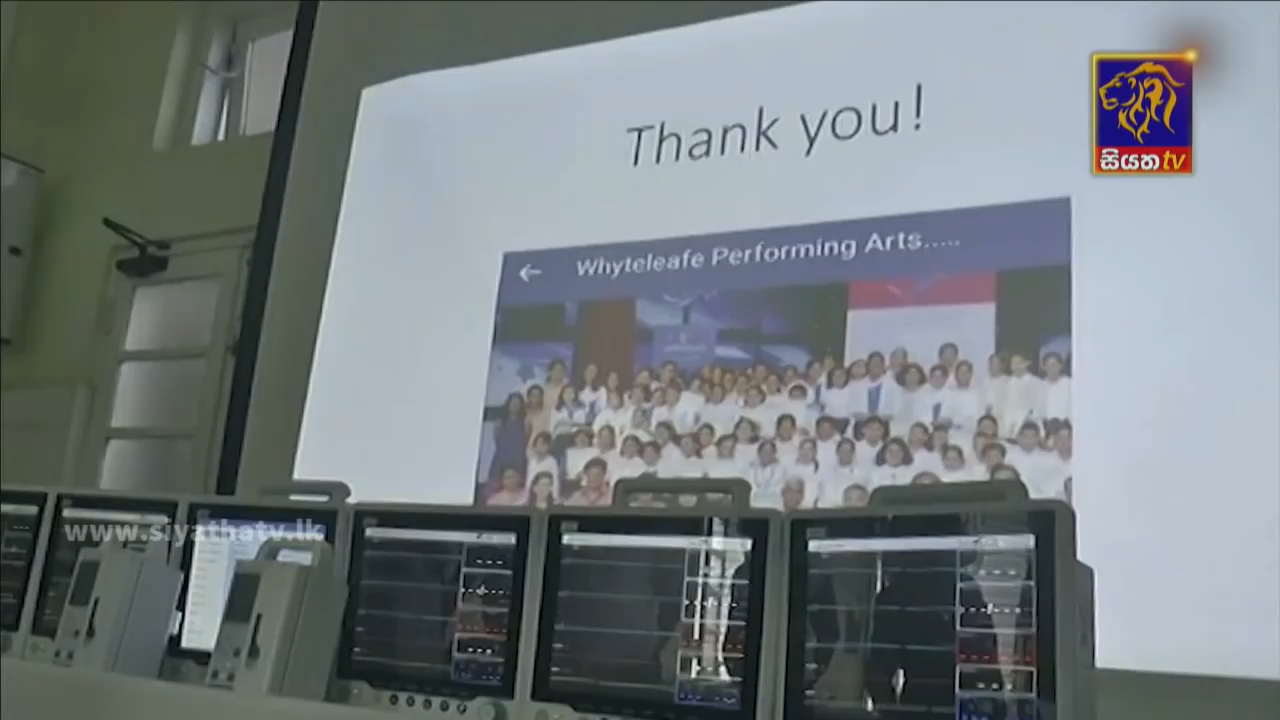 Thank you!
සියත tv
Whyteleafe Performing Arts.....
www.siyathatv.lk